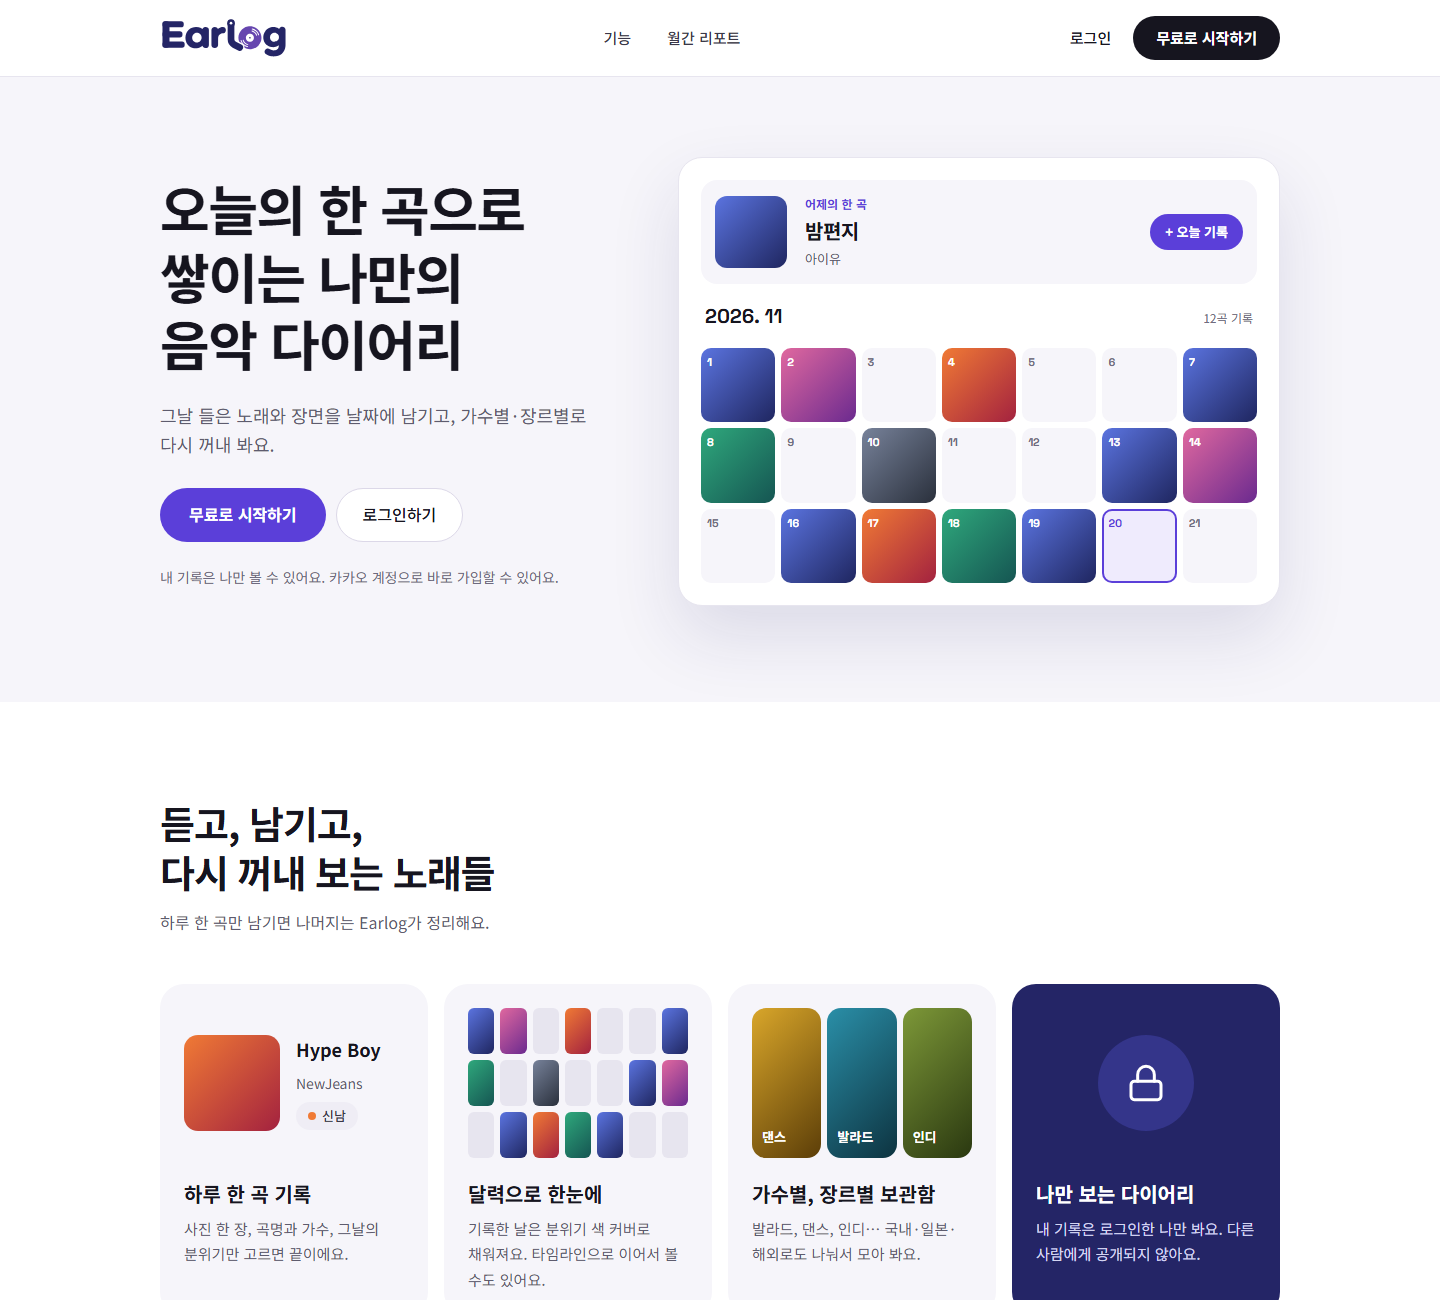 Earlog
기능
월간 리포트
로그인
무료로 시작하기
오늘의 한 곡으로
쌓이는 나만의
음악 다이어리
그날 들은 노래와 장면을 날짜에 남기고, 가수별·장르별로
다시 꺼내 봐요.
무료로 시작하기
로그인하기
내 기록은 나만 볼 수 있어요. 카카오 계정으로 바로 가입할 수 있어요.
어제의 한 곡
밤편지
아이유
+ 오늘 기록
2026. 11
12곡 기록
1 2 3 4 5 6 7
8 9 10 11 12 13 14
15 16 17 18 19 20 21
듣고, 남기고,
다시 꺼내 보는 노래들
하루 한 곡만 남기면 나머지는 Earlog가 정리해요.
Hype Boy
NewJeans
신남
하루 한 곡 기록
사진 한 장, 곡명과 가수, 그날의
분위기만 고르면 끝이에요.
달력으로 한눈에
기록한 날은 분위기 색 커버로
채워져요. 타임라인으로 이어서 볼
수도 있어요.
댄스
발라드
인디
가수별, 장르별 보관함
발라드, 댄스, 인디… 국내·일본·
해외로도 나눠서 모아 봐요.
나만 보는 다이어리
내 기록은 로그인한 나만 봐요. 다른
사람에게 공개되지 않아요.